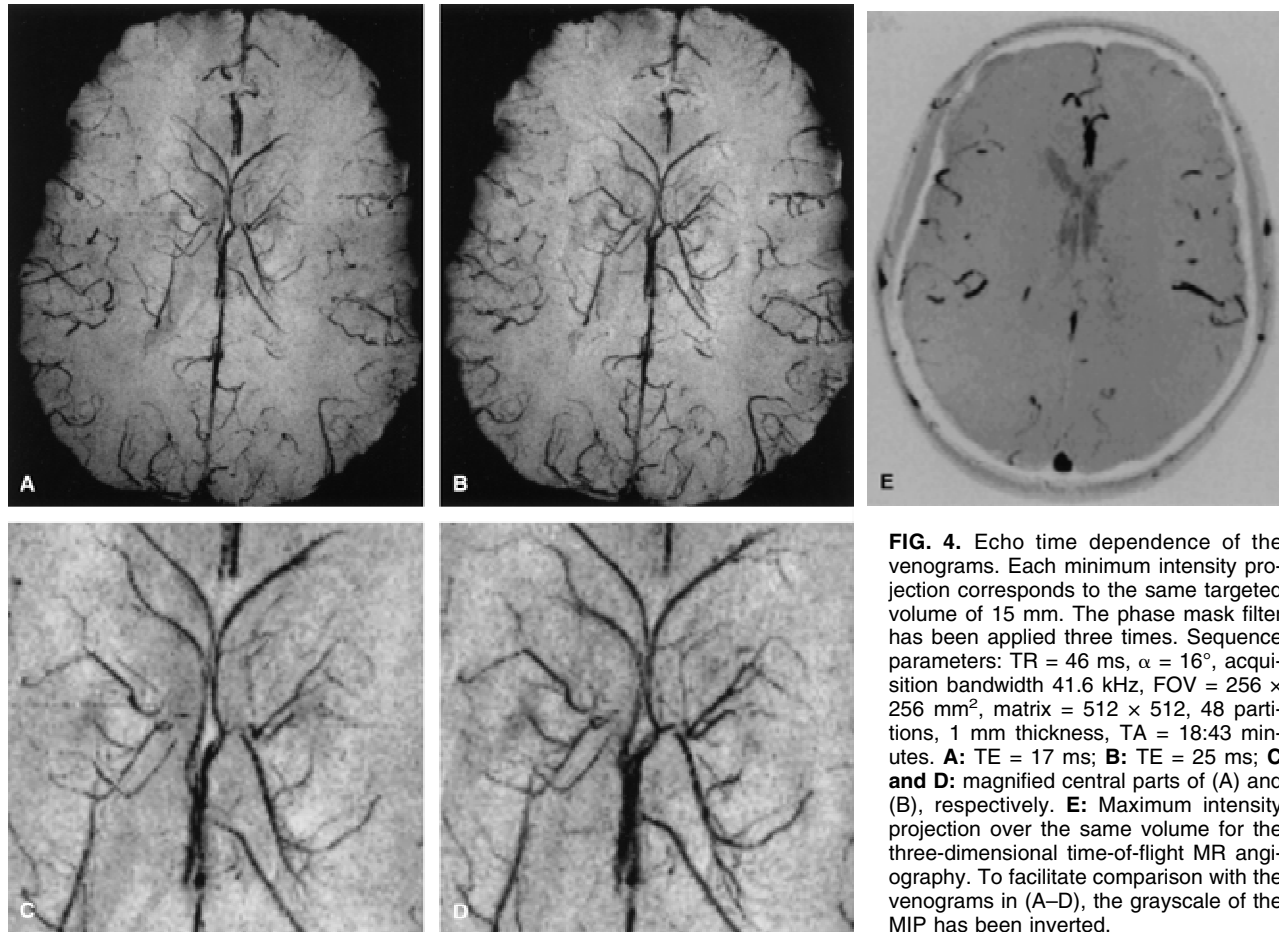 A
B
E
C
D
FIG. 4. Echo time dependence of the
venograms. Each minimum intensity pro-
jection corresponds to the same targeted
volume of 15 mm. The phase mask filter
has been applied three times. Sequence
parameters: TR = 46 ms, α = 16°, acqui-
sition bandwidth 41.6 kHz, FOV = 256 ×
256 mm², matrix = 512 × 512, 48 parti-
tions, 1 mm thickness, TA = 18:43 min-
utes. A: TE = 17 ms; B: TE = 25 ms; C
and D: magnified central parts of (A) and
(B), respectively. E: Maximum intensity
projection over the same volume for the
three-dimensional time-of-flight MR angi-
ography. To facilitate comparison with the
venograms in (A–D), the grayscale of the
MIP has been inverted.